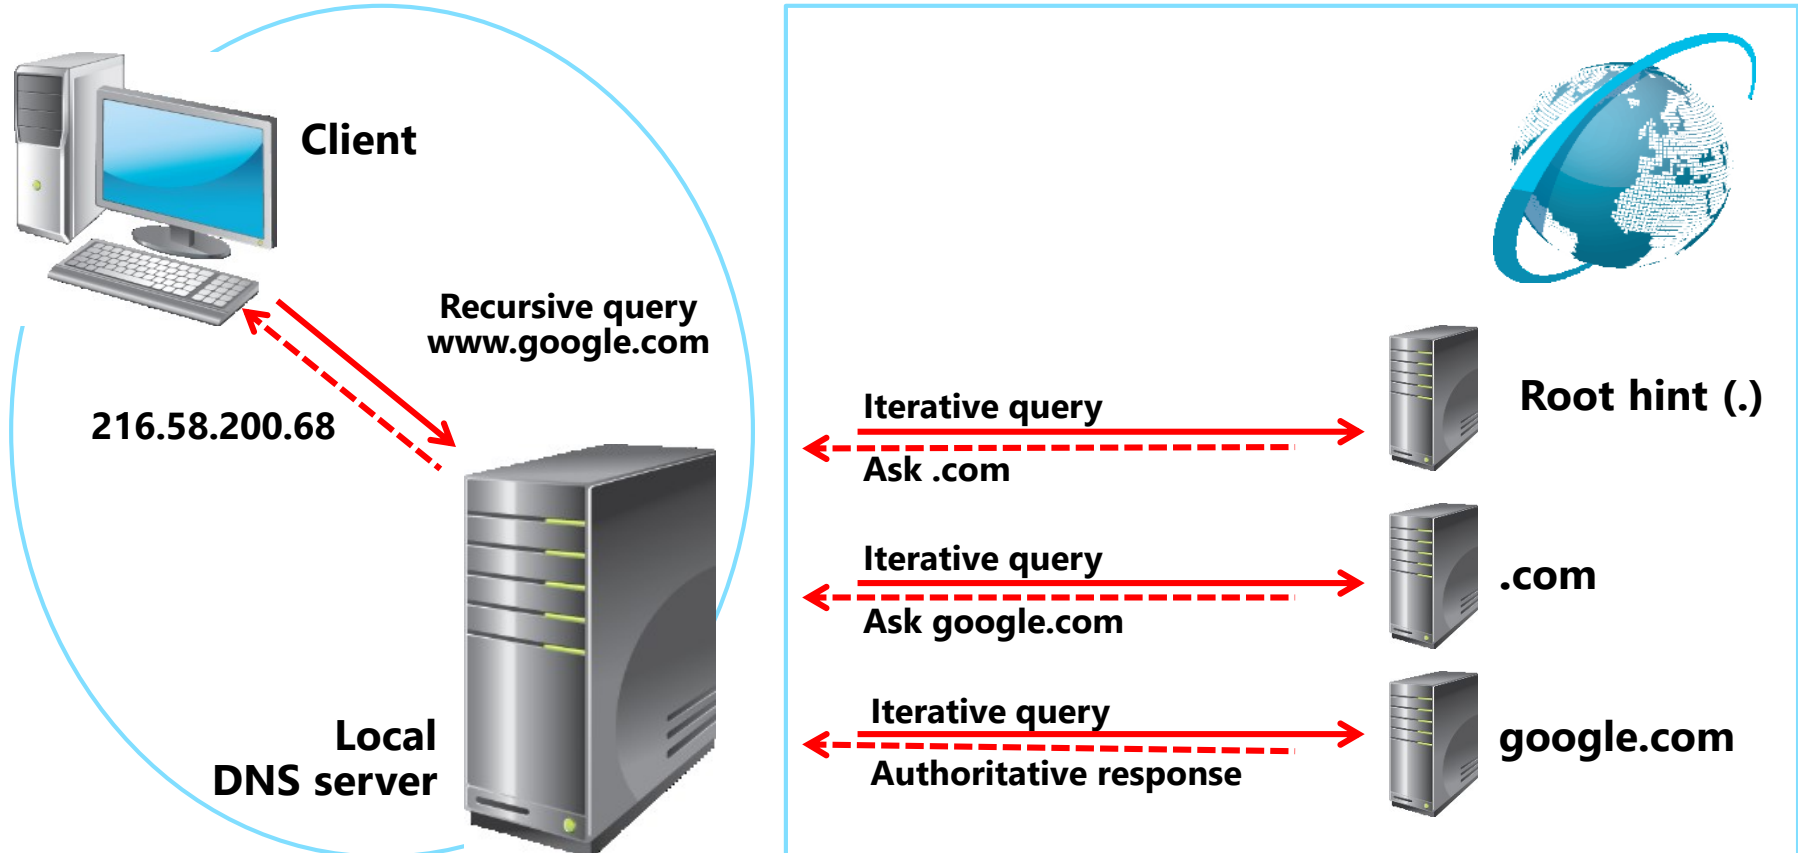 Client
Recursive query
www.google.com
216.58.200.68
Local
DNS server
Iterative query
Ask .com
Root hint (.)
Iterative query
Ask google.com
.com
Iterative query
Authoritative response
google.com